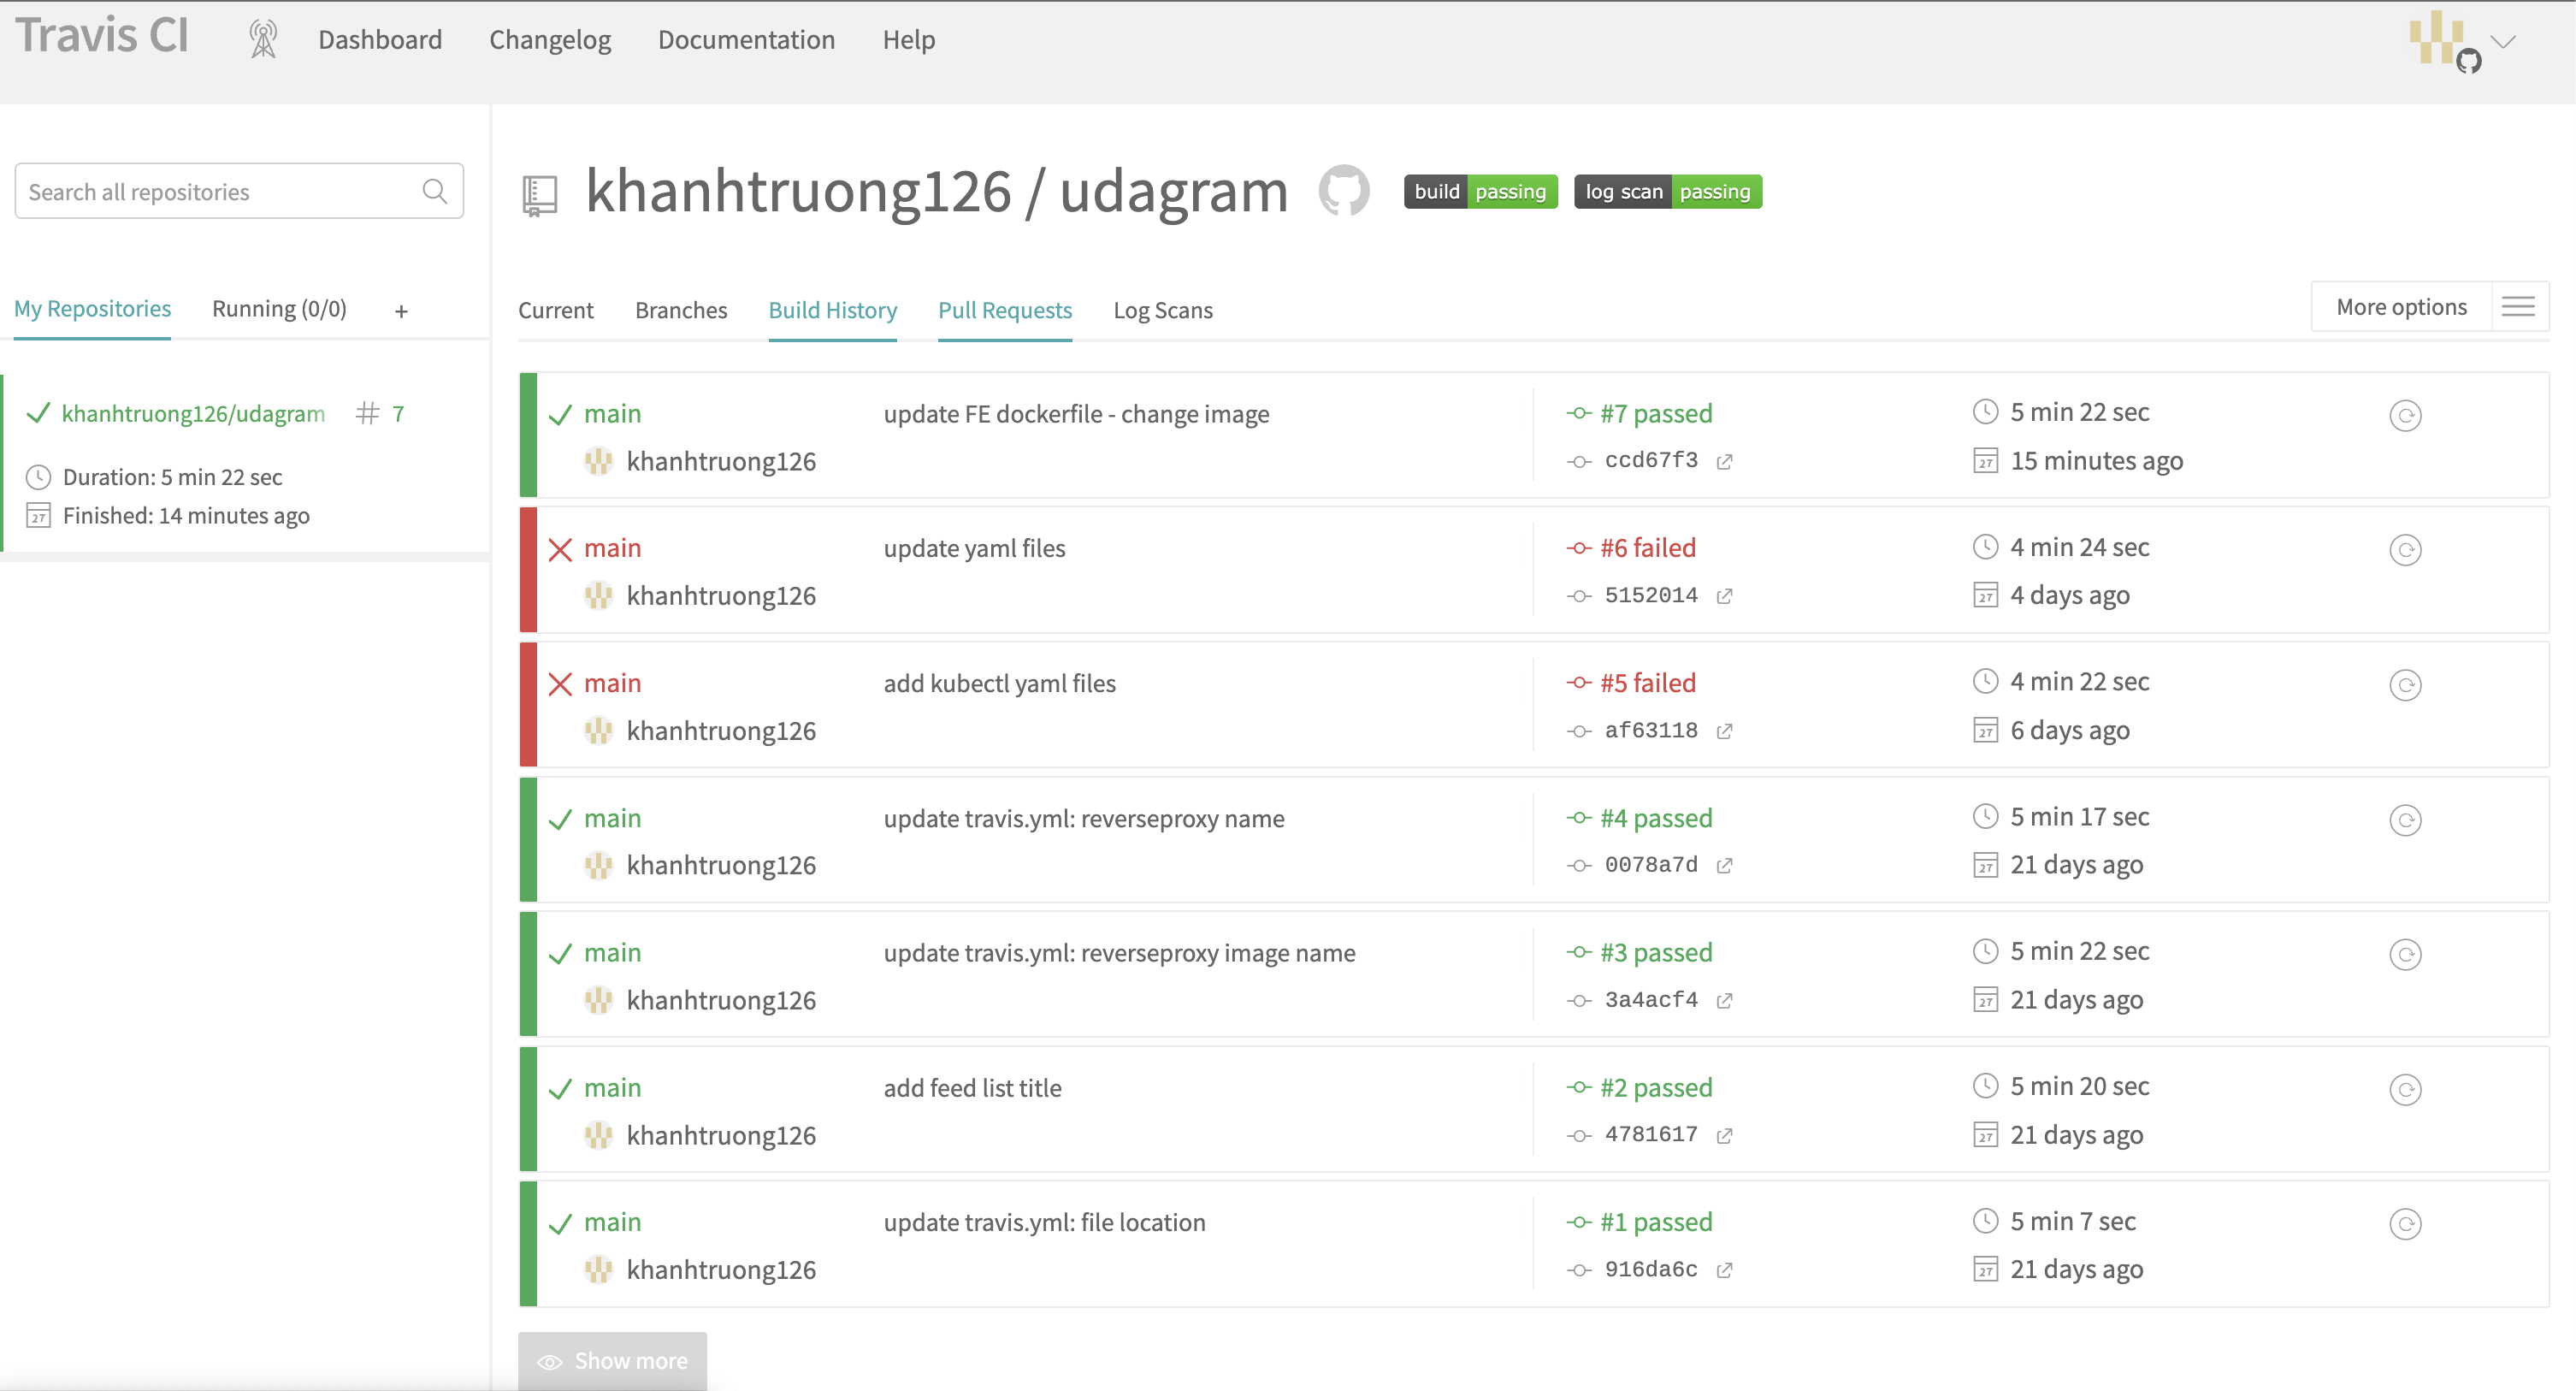 Travis CI
Dashboard
Changelog
Documentation
Help
Search all repositories
My Repositories
Running (0/0)
+
khanhtruong126/udagram
# 7
Duration: 5 min 22 sec
27
Finished: 14 minutes ago
khanhtruong126 / udagram
build passing
log scan passing
Current
Branches
Build History
Pull Requests
Log Scans
More options
main
update FE dockerfile - change image
#7 passed
5 min 22 sec
khanhtruong126
ccd67f3
27
15 minutes ago
main
update yaml files
#6 failed
4 min 24 sec
khanhtruong126
5152014
27
4 days ago
main
add kubectl yaml files
#5 failed
4 min 22 sec
khanhtruong126
af63118
27
6 days ago
main
update travis.yml: reverseproxy name
#4 passed
5 min 17 sec
khanhtruong126
0078a7d
27
21 days ago
main
update travis.yml: reverseproxy image name
#3 passed
5 min 22 sec
khanhtruong126
3a4acf4
27
21 days ago
main
add feed list title
#2 passed
5 min 20 sec
khanhtruong126
4781617
27
21 days ago
main
update travis.yml: file location
#1 passed
5 min 7 sec
khanhtruong126
916da6c
27
21 days ago
Show more